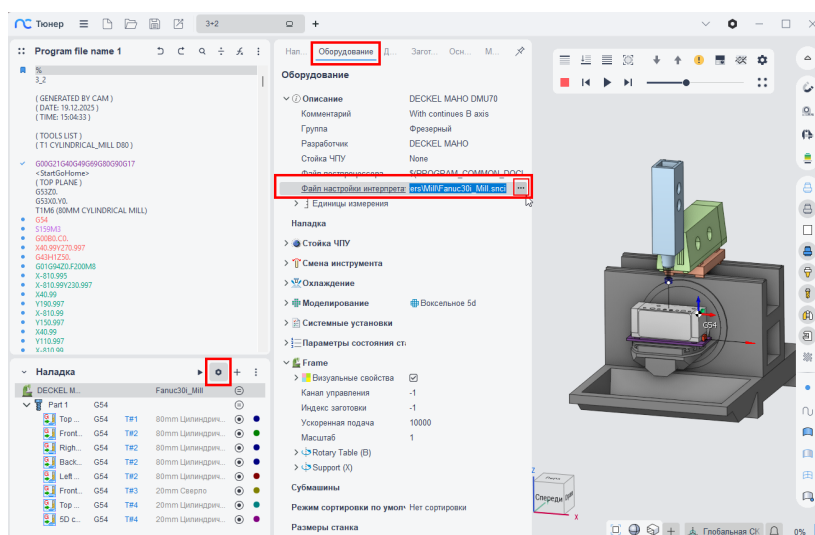 Тюнер
3+2
Program file name 1
%
3_2
( GENERATED BY CAM )
( DATE: 19.12.2025 )
( TIME: 15:04:33 )
( TOOLS LIST )
( T1 CYLINDRICAL_MILL D80 )
G00G21G40G49G69G80G90G17
<StartGoHome>
( TOP PLANE )
G53Z0.
G53X0.Y0.
T1M6 (80MM CYLINDRICAL MILL)
G54
S159M3
G00B0.C0.
X40.99Y270.997
G43H1Z50.
G01G94Z0.F200M8
X-810.995
X-810.99Y230.997
X40.99
Y190.997
X-810.99
Y150.997
X40.99
Y110.997
X-810.99
Наладка
DECKEL M... Fanuc30i_Mill
Part 1 G54
Top ... G54 T#1 80mm Цилиндрич...
Front... G54 T#2 80mm Цилиндрич...
Righ... G54 T#2 80mm Цилиндрич...
Back... G54 T#2 80mm Цилиндрич...
Left ... G54 T#2 80mm Цилиндрич...
Front... G54 T#3 20mm Сверло
Top ... G54 T#4 20mm Цилиндрич...
5D c... G54 T#4 20mm Цилиндрич...
Нал... Оборудование Д... Загот... Осн... М...
Оборудование
Описание DECKEL MAHO DMU70
Комментарий With continues B axis
Группа Фрезерный
Разработчик DECKEL MAHO
Стойка ЧПУ None
Файл постпроцессора $(PROGRAM_COMMON_DOCU
Файл настройки интерпрета ers\Mill\Fanuc30i_Mill.snci ...
Единицы измерения
Наладка
Стойка ЧПУ
Смена инструмента
Охлаждение
Моделирование Воксельное 5d
Системные установки
Параметры состояния ст
Frame
Визуальные свойства
Канал управления -1
Индекс заготовки -1
Ускоренная подача 10000
Масштаб 1
Rotary Table (B)
Support (X)
Субмашины
Режим сортировки по умол Нет сортировки
Размеры станка
G54
Z
Спереди
X
Глобальная СК
0%